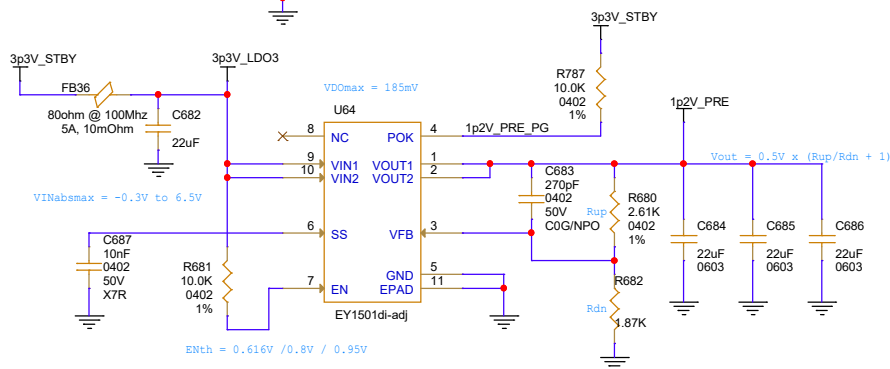 3p3V_STBY
3p3V_STBY
3p3V_LDO3
FB36
80ohm @ 100Mhz
5A, 10mOhm
C682
22uF
VDOmax = 185mV
R787
10.0K
0402
1%
U64
8
NC
POK
4
1p2V_PRE_PG
1p2V_PRE
9
VIN1
VOUT1
1
10
VIN2
VOUT2
2
Vout = 0.5V x (Rup/Rdn + 1)
C683
270pF
0402
50V
C0G/NPO
Rup
R680
2.61K
0402
1%
VINabsmax = -0.3V to 6.5V
6
SS
VFB
3
C687
10nF
0402
50V
X7R
C684
22uF
0603
C685
22uF
0603
C686
22uF
0603
R681
10.0K
0402
1%
7
EN
GND
5
EPAD
11
R682
Rdn
1.87K
EY1501di-adj
ENth = 0.616V /0.8V / 0.95V